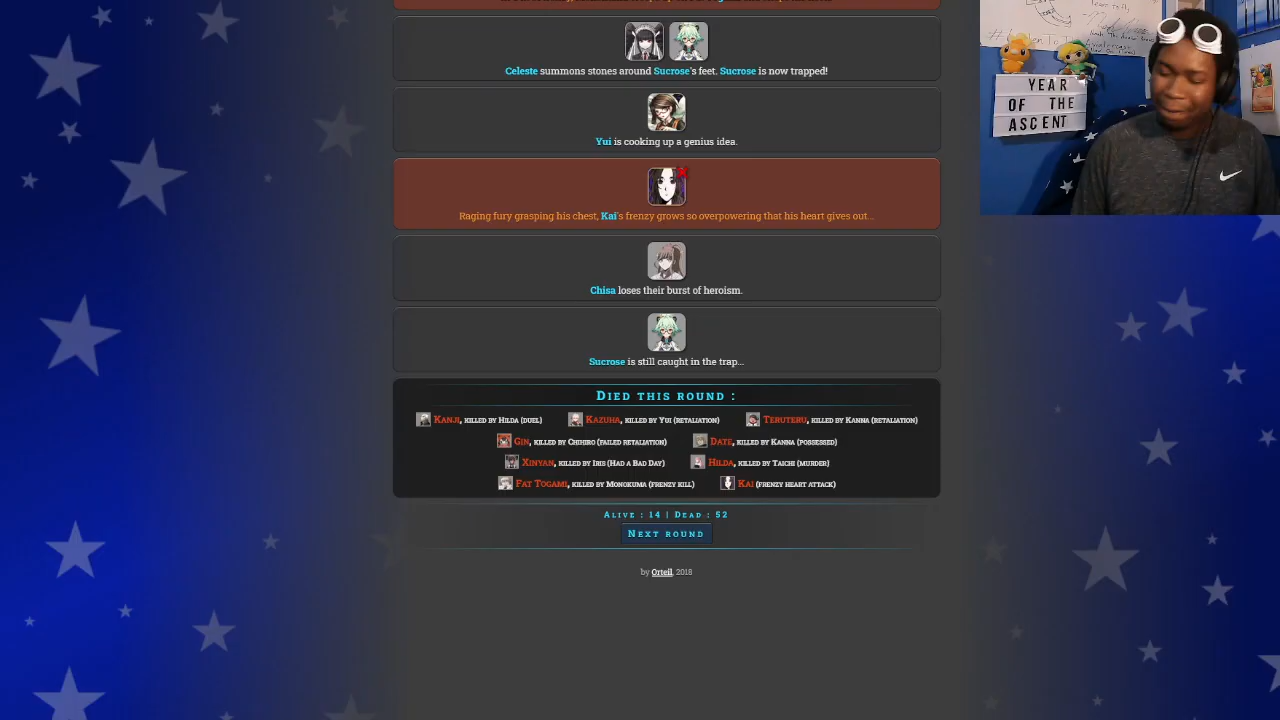 Celeste summons stones around Sucrose's feet. Sucrose is now trapped!
Yui is cooking up a genius idea.
Raging fury grasping his chest, Kai's frenzy grows so overpowering that his heart gives out...
Chisa loses their burst of heroism.
Sucrose is still caught in the trap...
Died this round :
Kanji, killed by Hilda (duel) Kazuha, killed by Yui (retaliation) Teruteru, killed by Kanna (retaliation)
Gin, killed by Chihiro (failed retaliation) Date, killed by Kanna (possessed)
Xinyan, killed by Iris (Had a Bad Day) Hilda, killed by Taichi (murder)
Fat Togami, killed by Monokuma (frenzy kill) Kai (frenzy heart attack)
Alive : 14 | Dead : 52
Next round
by Orteil, 2018
YEAR
OF THE
ASCENT